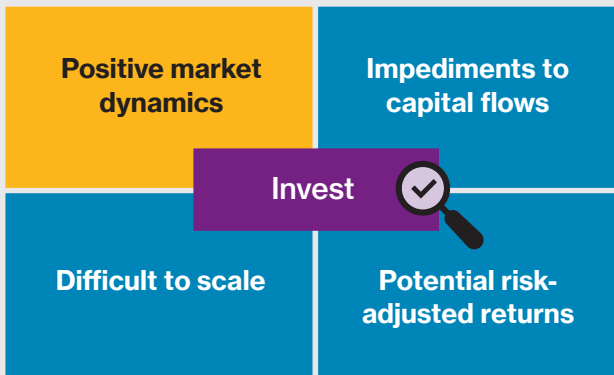 Positive market
dynamics
Impediments to
capital flows
Invest
Difficult to scale
Potential risk-
adjusted returns